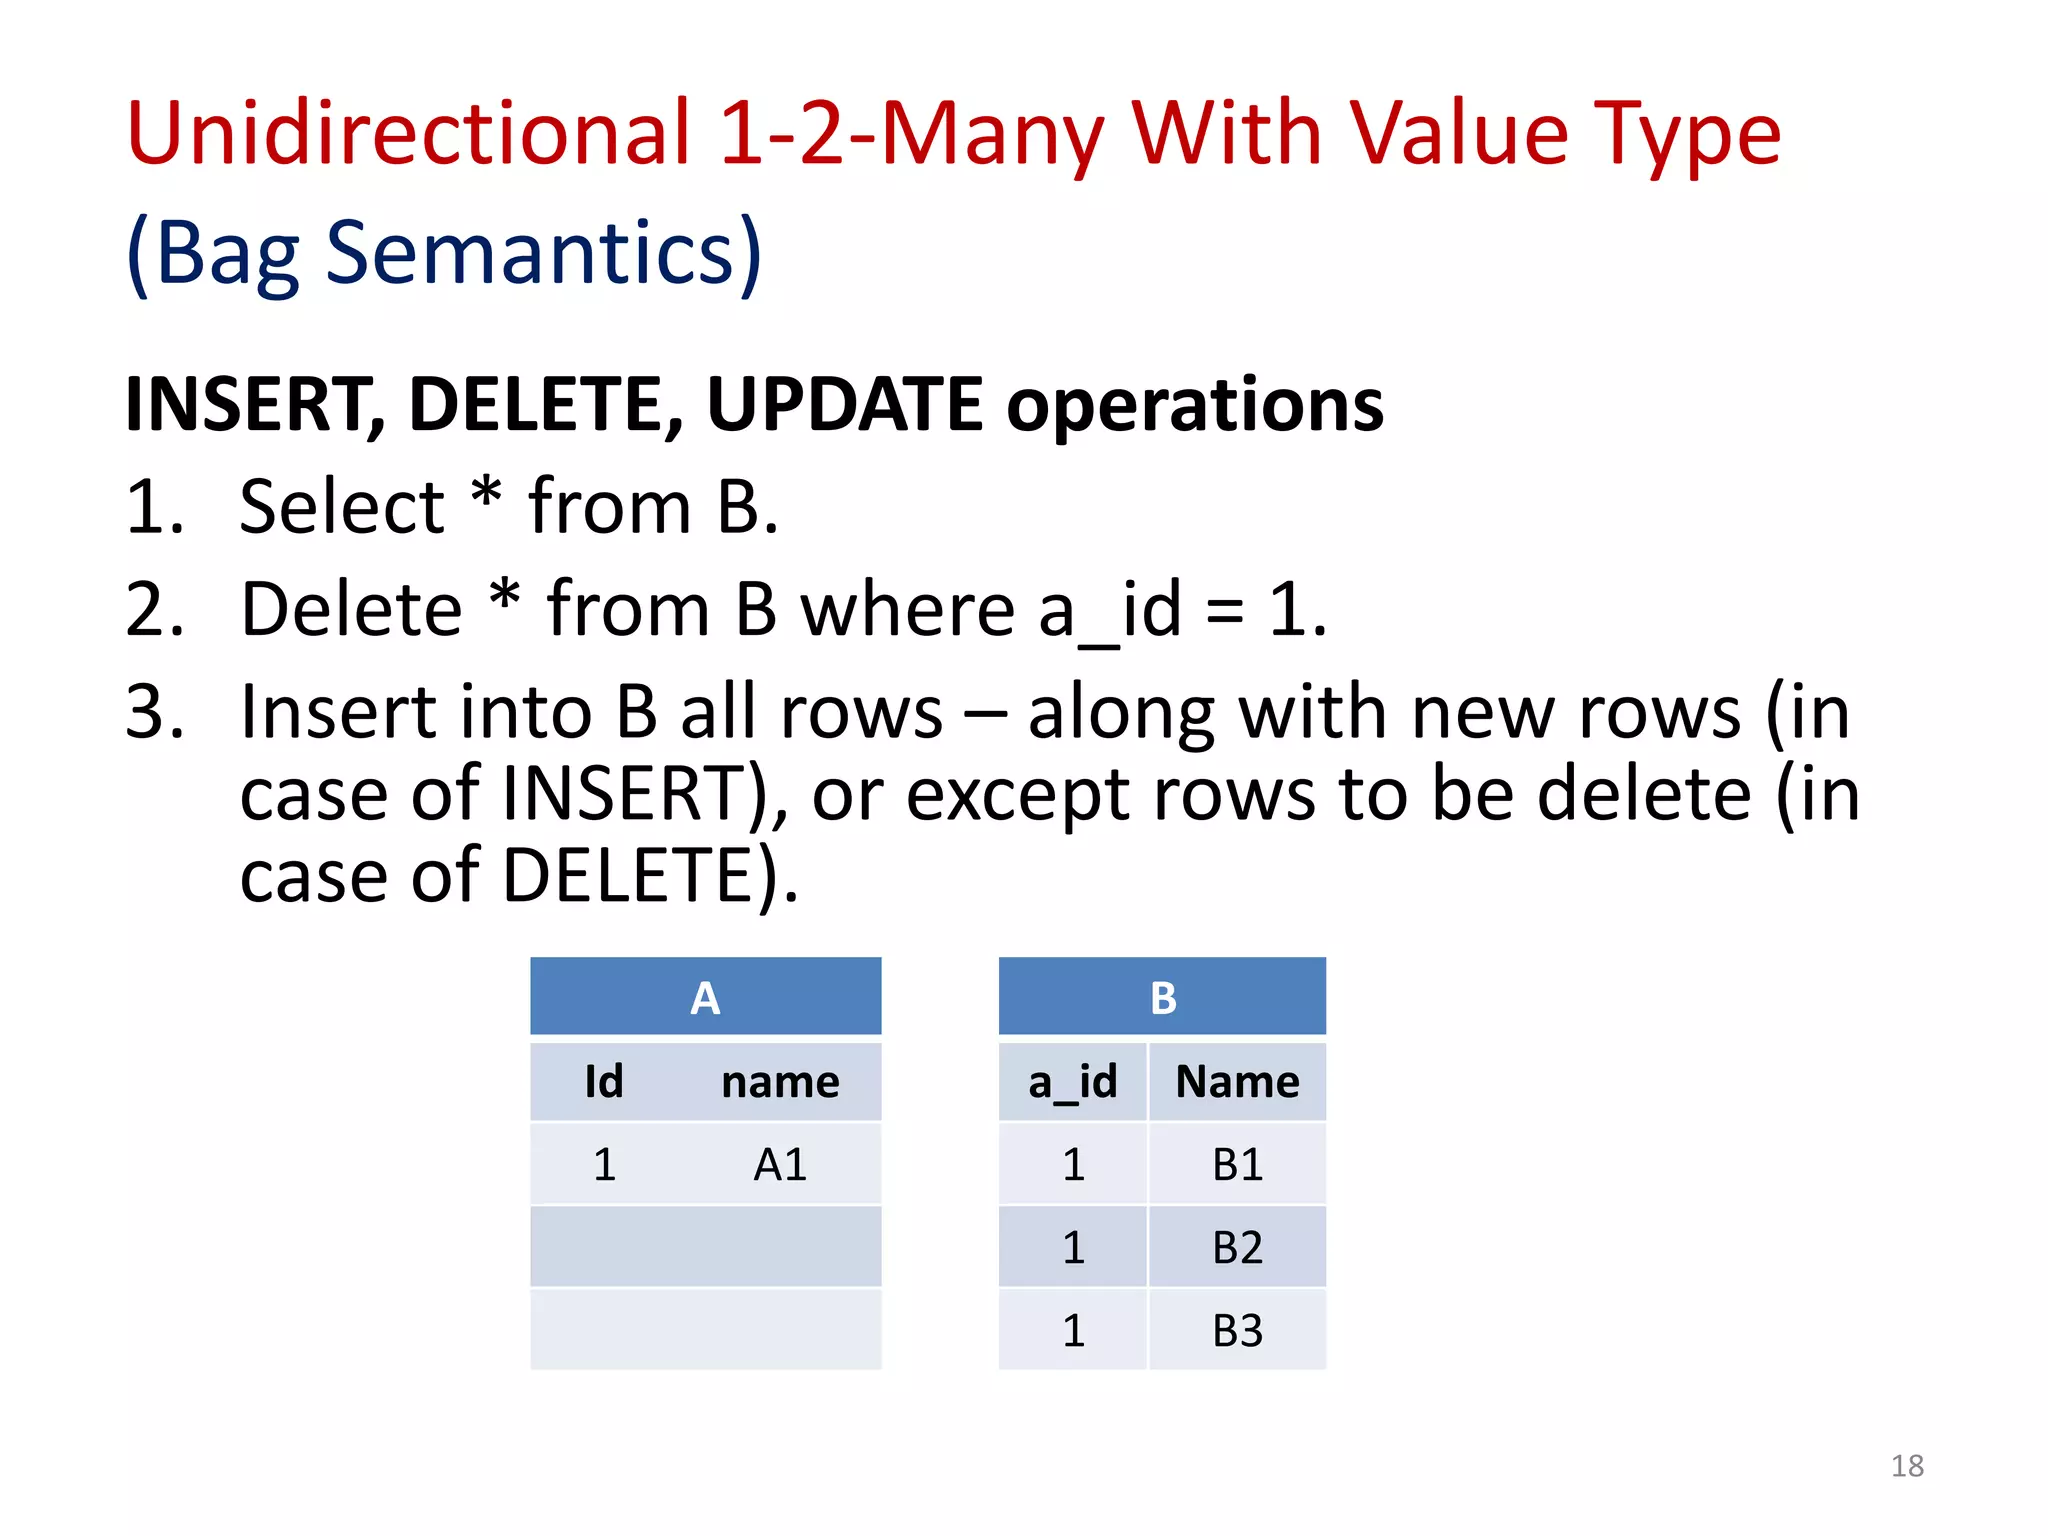 Unidirectional 1-2-Many With Value Type
(Bag Semantics)
INSERT, DELETE, UPDATE operations
1. Select * from B.
2. Delete * from B where a_id = 1.
3. Insert into B all rows – along with new rows (in
case of INSERT), or except rows to be delete (in
case of DELETE).
A
Id name
1 A1
B
a_id Name
1 B1
1 B2
1 B3
18